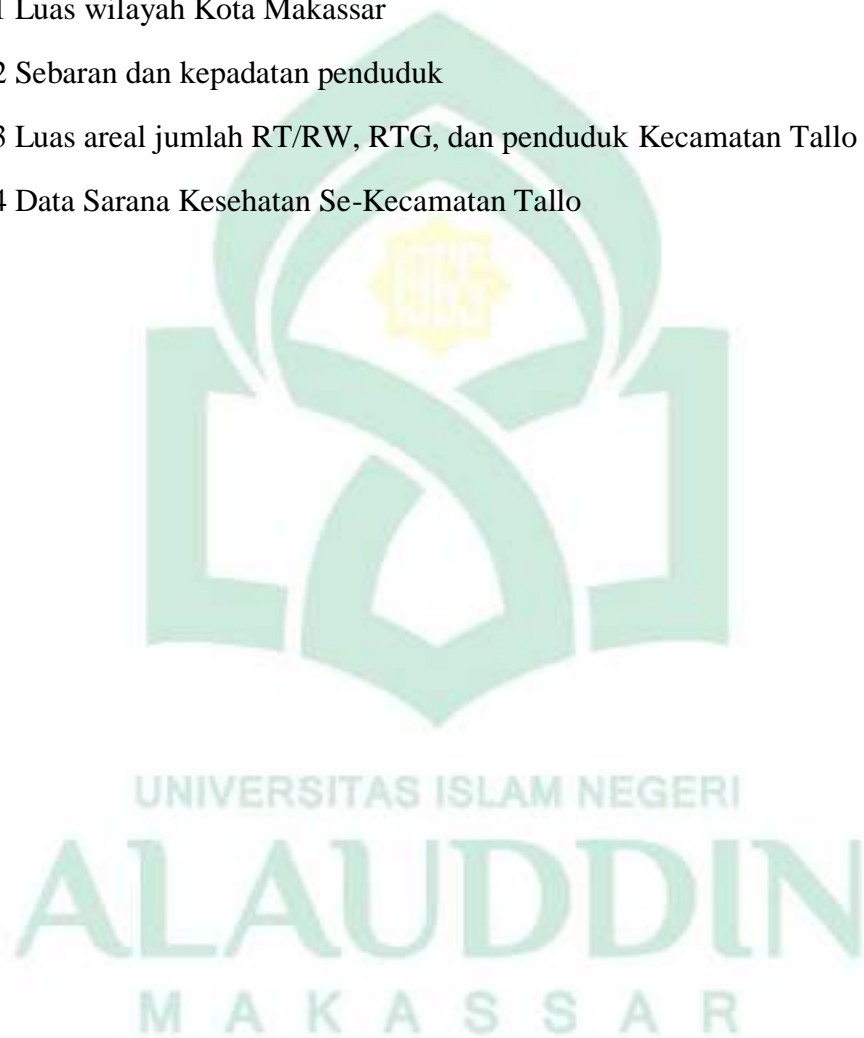 1 Luas wilayah Kota Makassar
2 Sebaran dan kepadatan penduduk
3 Luas areal jumlah RT/RW, RTG, dan penduduk Kecamatan Tallo
4 Data Sarana Kesehatan Se-Kecamatan Tallo
UNIVERSITAS ISLAM NEGERI
ALAUDDIN
MAKASSAR